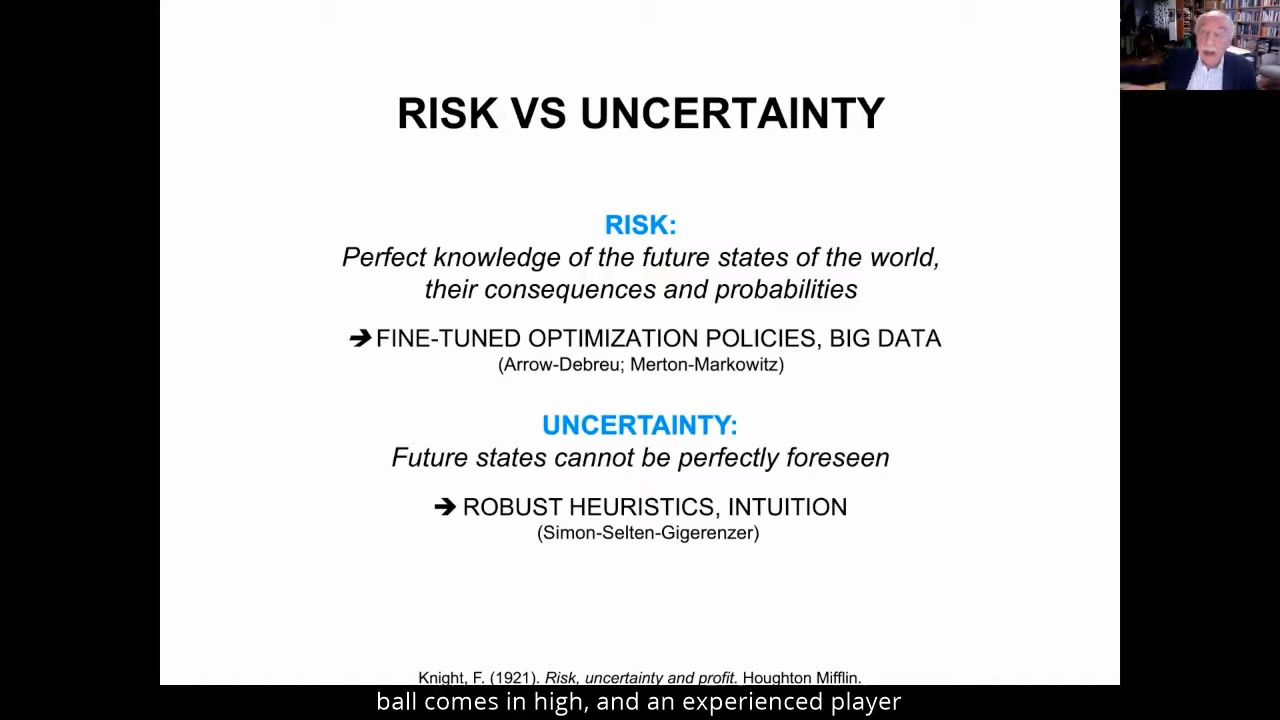 RISK VS UNCERTAINTY
RISK:
Perfect knowledge of the future states of the world,
their consequences and probabilities
➔ FINE-TUNED OPTIMIZATION POLICIES, BIG DATA
(Arrow-Debreu; Merton-Markowitz)
UNCERTAINTY:
Future states cannot be perfectly foreseen
➔ ROBUST HEURISTICS, INTUITION
(Simon-Selten-Gigerenzer)
Knight, F. (1921). Risk, uncertainty and profit. Houghton Mifflin.
ball comes in high, and an experienced player